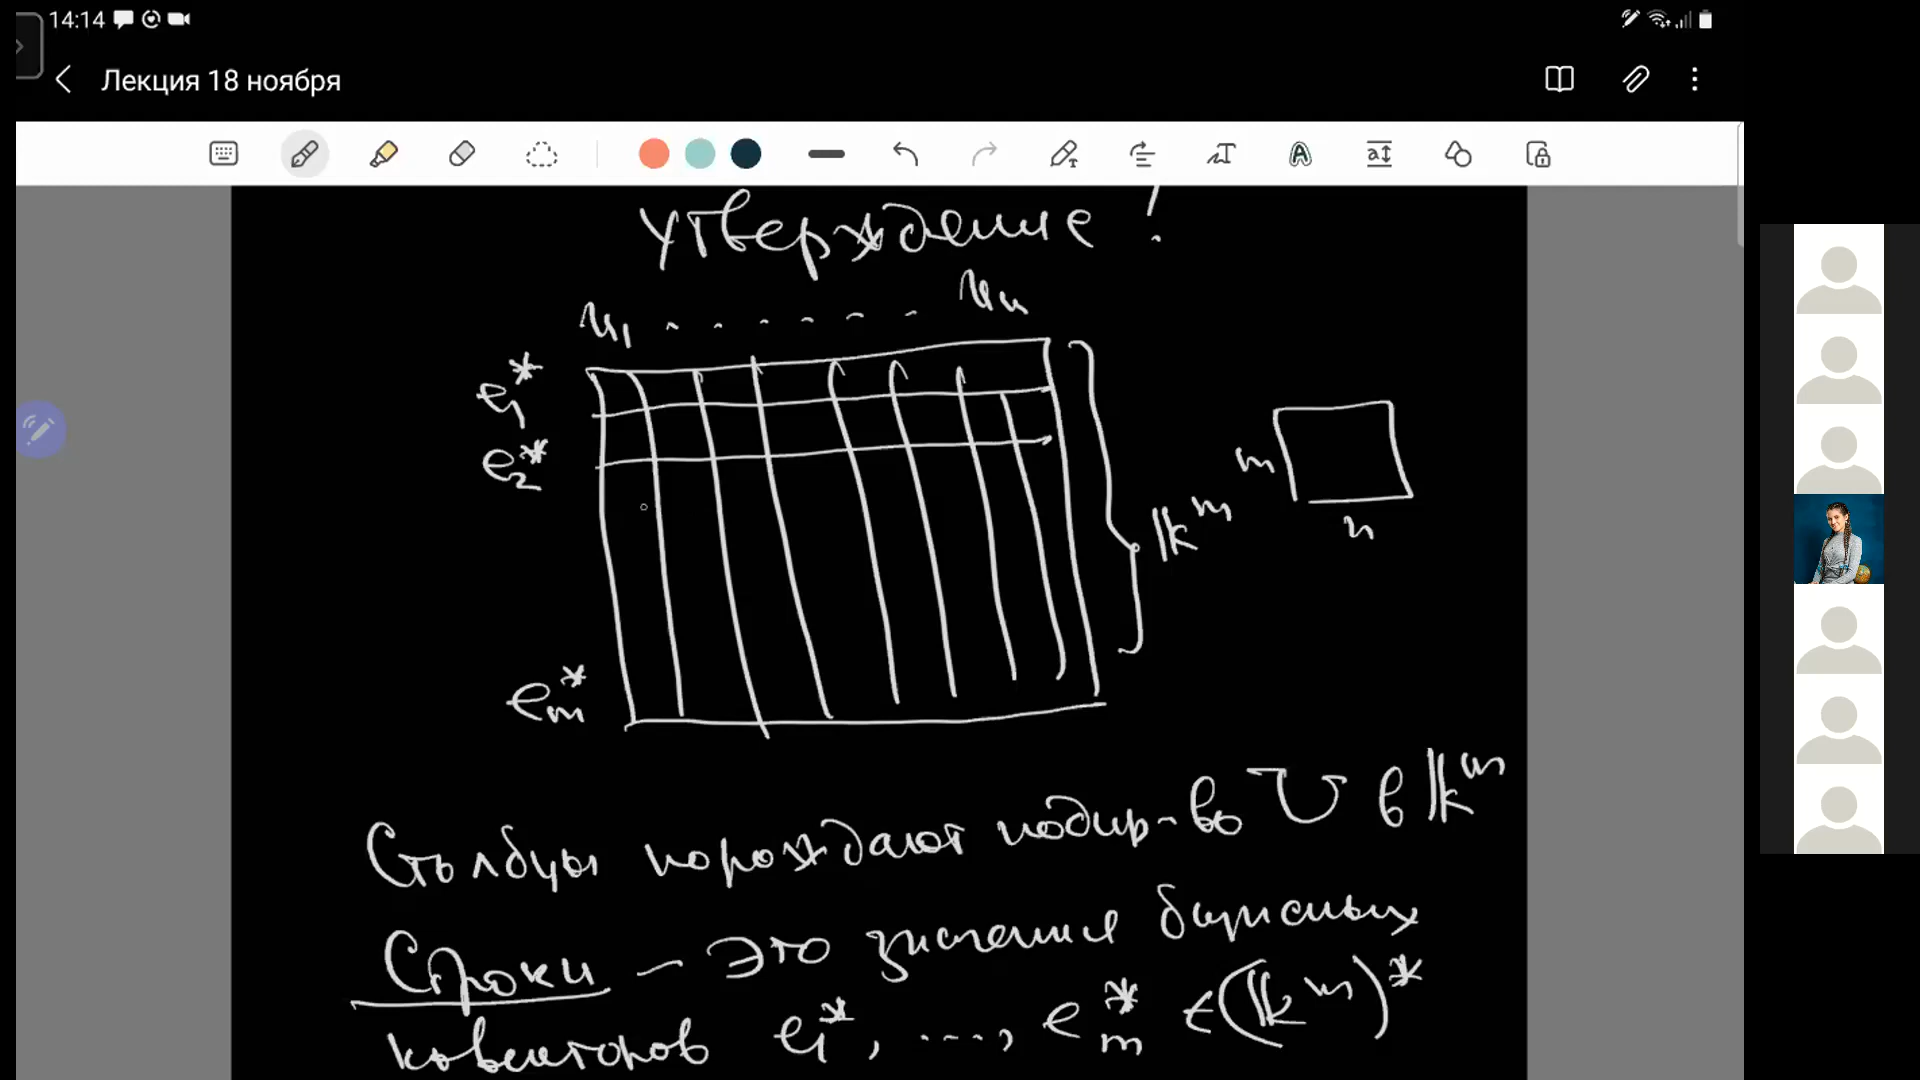 14:14
Лекция 18 ноября
утверждение!
u₁ . . . . . . uₙ
e₁*
e₂*
eₘ*
𝕜ᵐ
m
n
Столбцы порождают подпр-во U в 𝕜ᵐ
Строки – это значения базисных
ковекторов e₁*, ..., eₘ* ∈ (𝕜ᵐ)*